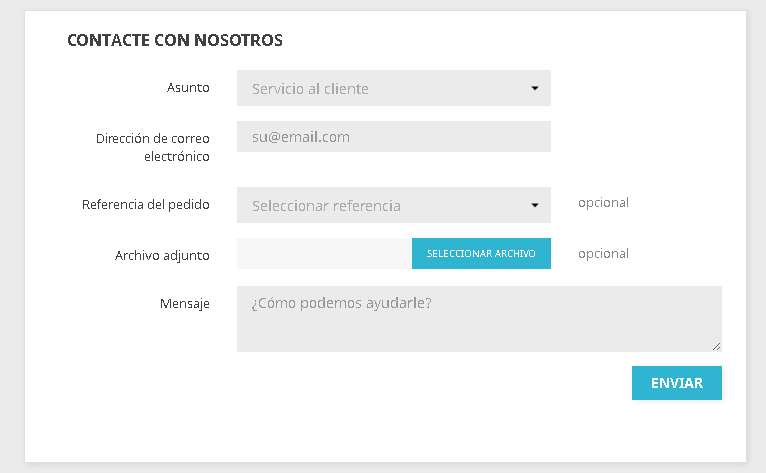 CONTACTE CON NOSOTROS
Asunto
Servicio al cliente
Dirección de correo
electrónico
su@email.com
Referencia del pedido
Seleccionar referencia
opcional
Archivo adjunto
SELECCIONAR ARCHIVO
opcional
Mensaje
¿Cómo podemos ayudarle?
ENVIAR